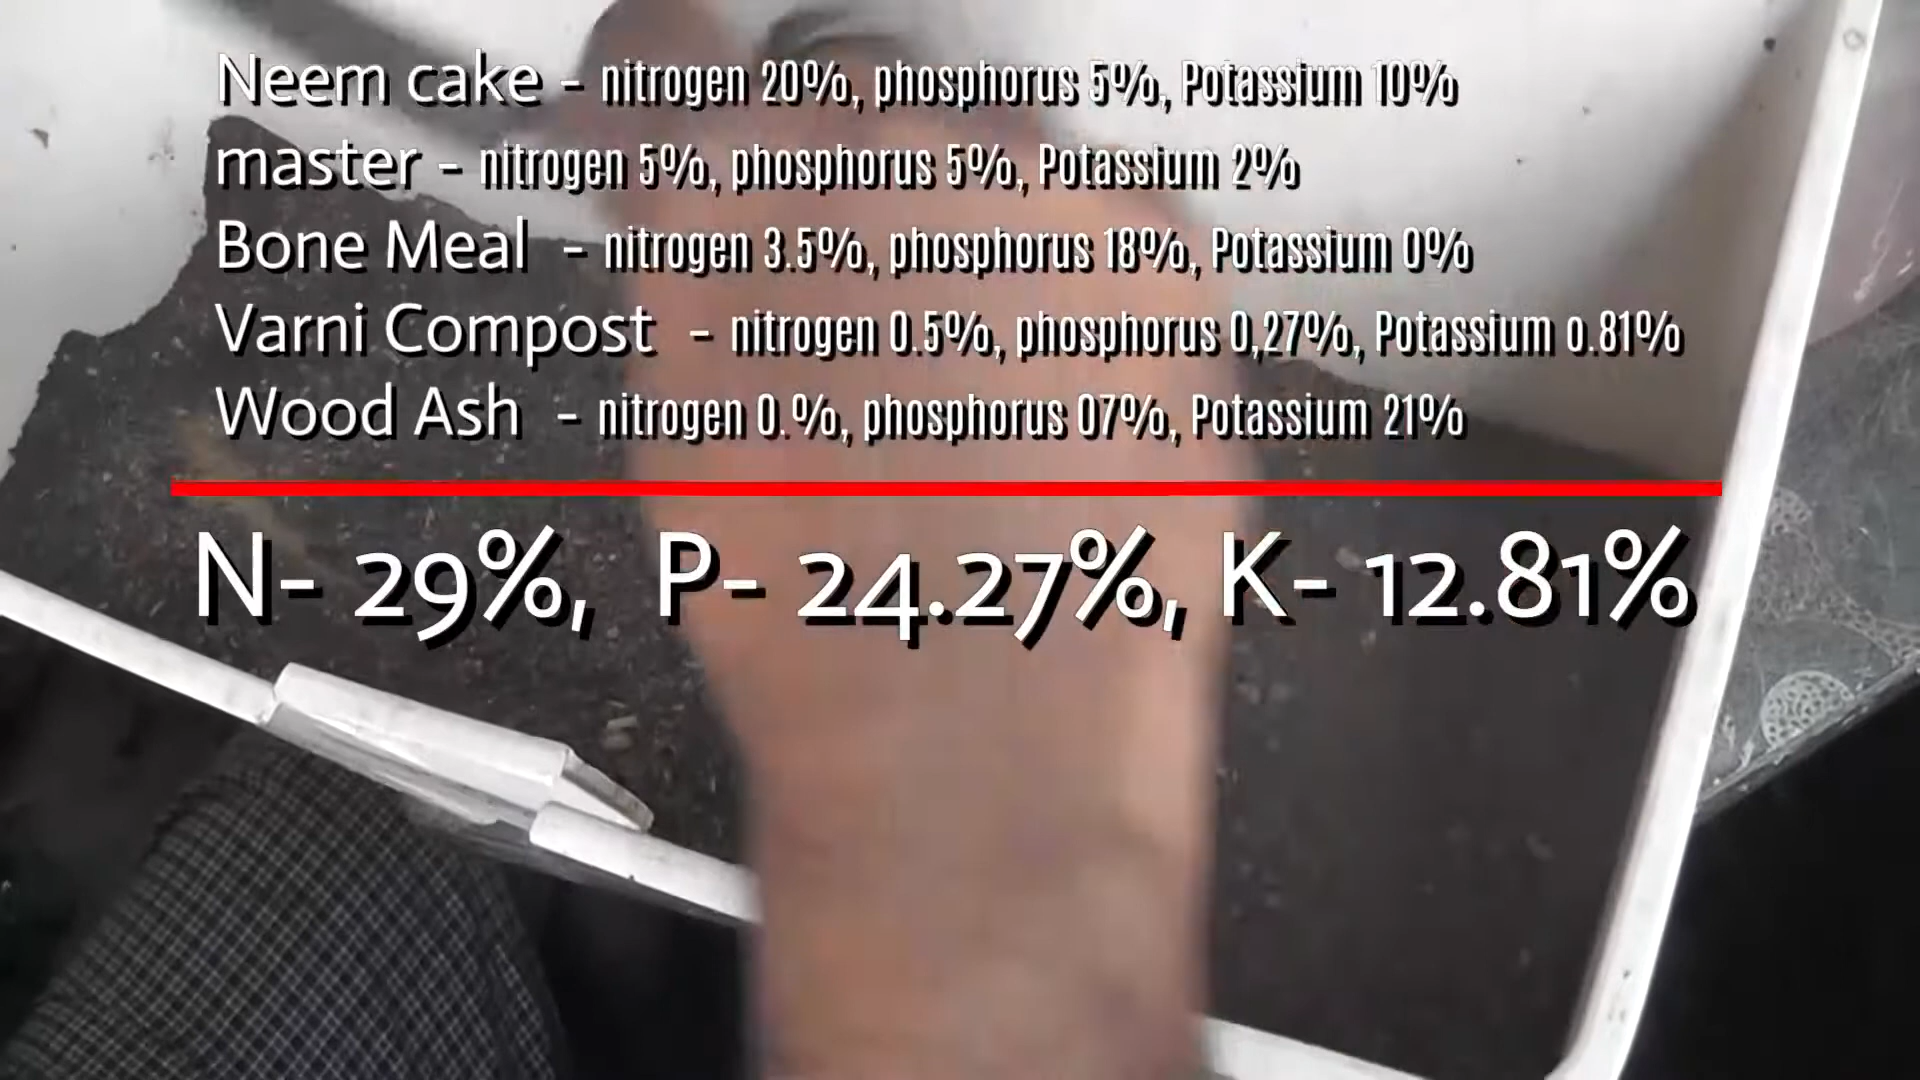 Neem cake - nitrogen 20%, phosphorus 5%, Potassium 10%
master - nitrogen 5%, phosphorus 5%, Potassium 2%
Bone Meal - nitrogen 3.5%, phosphorus 18%, Potassium 0%
Varni Compost - nitrogen 0.5%, phosphorus 0,27%, Potassium 0.81%
Wood Ash - nitrogen 0.%, phosphorus 07%, Potassium 21%
N- 29%, P- 24.27%, K- 12.81%